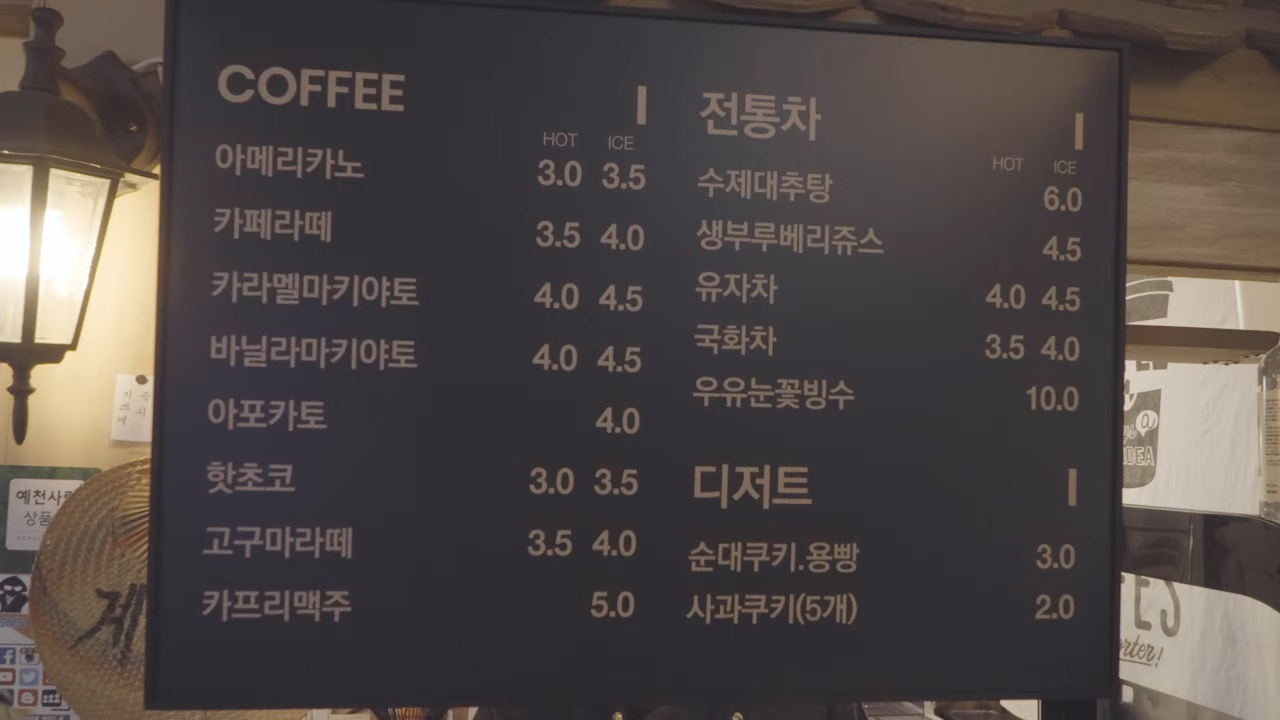 COFFEE
HOT ICE
아메리카노 3.0 3.5
카페라떼 3.5 4.0
카라멜마키야토 4.0 4.5
바닐라마키야토 4.0 4.5
아포카토 4.0
핫초코 3.0 3.5
고구마라떼 3.5 4.0
카프리맥주 5.0
전통차
HOT ICE
수제대추탕 6.0
생부루베리쥬스 4.5
유자차 4.0 4.5
국화차 3.5 4.0
우유눈꽃빙수 10.0
디저트
순대쿠키.용빵 3.0
사과쿠키(5개) 2.0
예천사
상품